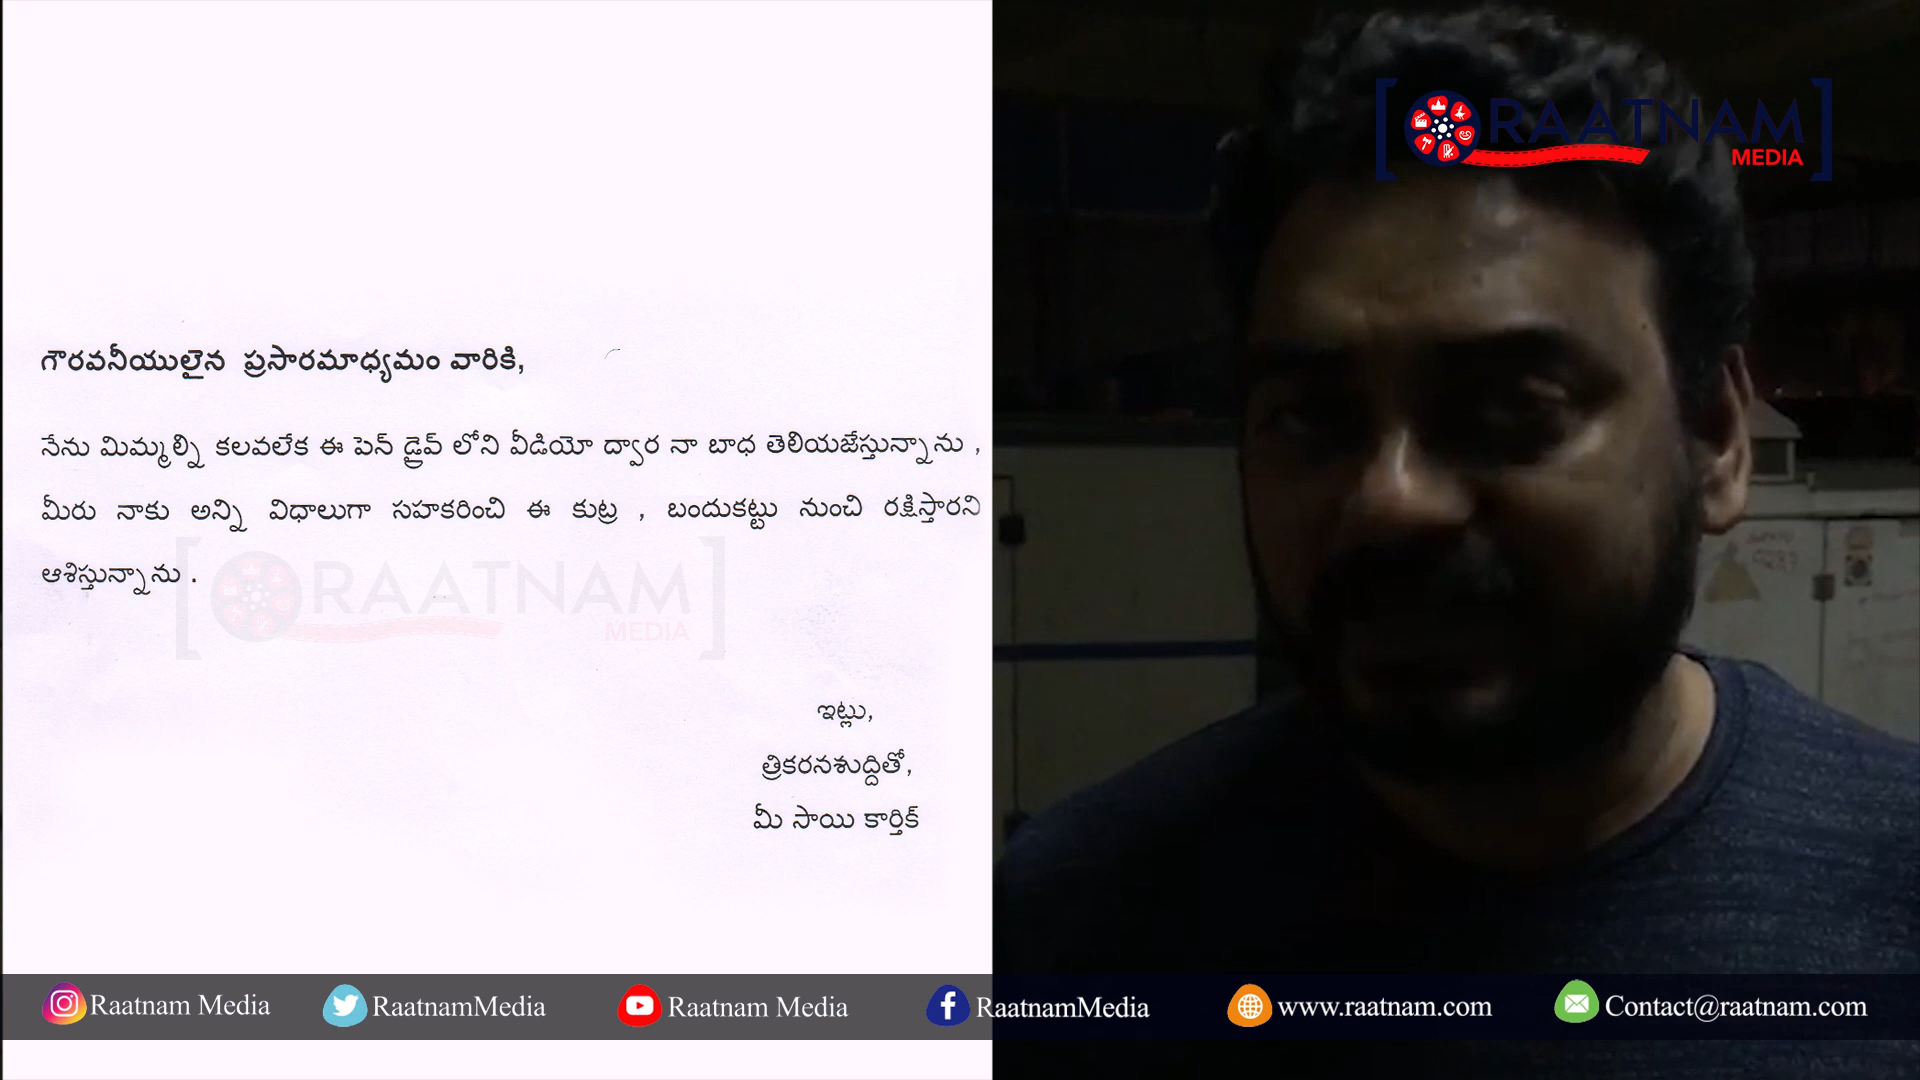 గౌరవనీయులైన ప్రసారమాధ్యమం వారికి,
నేను మిమ్మల్ని కలవలేక ఈ పెన్ డ్రైవ్ లోని వీడియో ద్వార నా బాధ తెలియజేస్తున్నాను ,
మీరు నాకు అన్ని విధాలుగా సహకరించి ఈ కుట్ర , బందుకట్టు నుంచి రక్షిస్తారని
ఆశిస్తున్నాను .
RAATNAM
MEDIA
ఇట్లు,
త్రికరనశుద్దితో,
మీ సాయి కార్తిక్
RAATNAM
MEDIA
Raatnam Media RaatnamMedia Raatnam Media RaatnamMedia www.raatnam.com Contact@raatnam.com